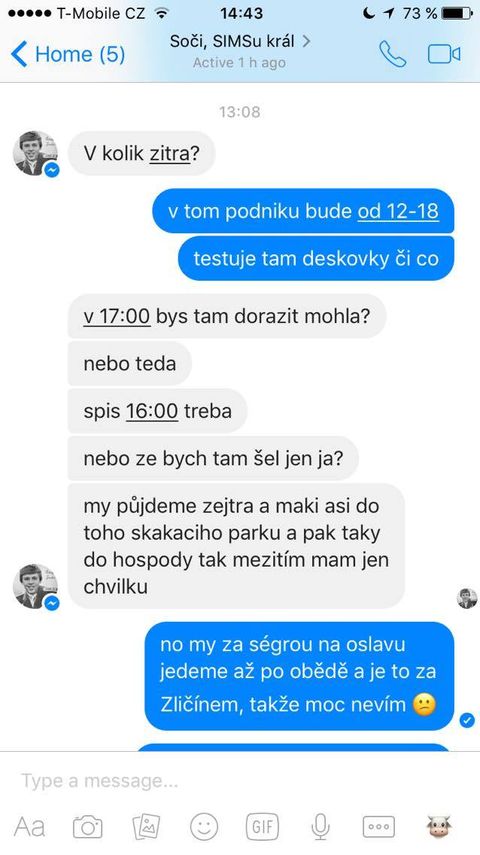 T-Mobile CZ 14:43 73 %
Home (5) Soči, SIMSu král
Active 1 h ago
13:08
V kolik zitra?
v tom podniku bude od 12-18
testuje tam deskovky či co
v 17:00 bys tam dorazit mohla?
nebo teda
spis 16:00 treba
nebo ze bych tam šel jen ja?
my půjdeme zejtra a maki asi do
toho skakaciho parku a pak taky
do hospody tak mezitím mam jen
chvilku
no my za ségrou na oslavu
jedeme až po obědě a je to za
Zličínem, takže moc nevím 😕
Type a message...
Aa GIF